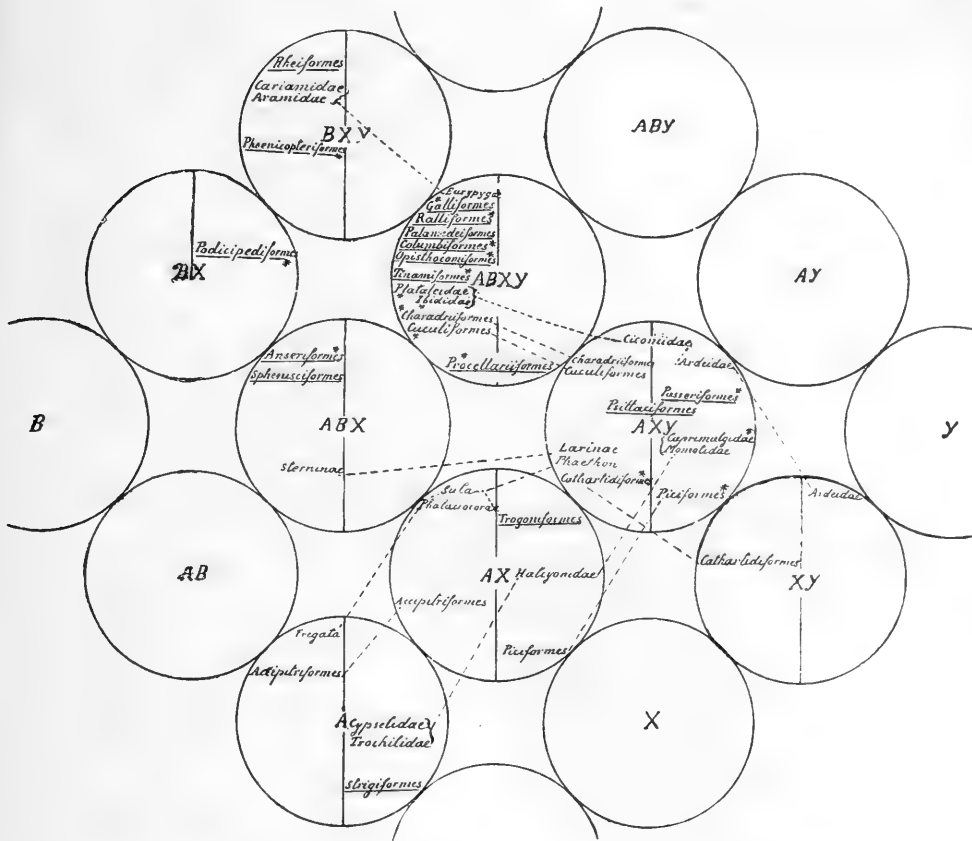 Rheiformes
Cariamidae
Aramidae
BXY
Phoenicopteriformes
*
ABY
Podicipediformes
*
BX
Eurypyga
*Galliformes
Ralliformes*
Palamedeiformes
Columbiformes*
Opisthocomiformes*
Tinamiformes*
ABXY
Plataleidae
Ibididae
*
*Charadriiformes
Cuculiformes
*
*
Procellariiformes
AY
B
Anseriformes*
Sphenisciformes
ABX
Sterninae
Ciconiidae
Charadriiformes
Ardeidae
Cuculiformes
Passeriformes*
Psittaciformes
AXY
Caprimulgidae*
Momotidae
Larinae
Phaethon
Cathartidiformes*
Piciformes*
Y
AB
Sula
Phalacrocorax
Trogoniformes
AX
Halcyonidae
Accipitriformes
Piciformes
Ardeidae
Cathartidiformes
XY
Fregata
Accipitriformes
A
Cypselidae
Trochilidae
Strigiformes
X